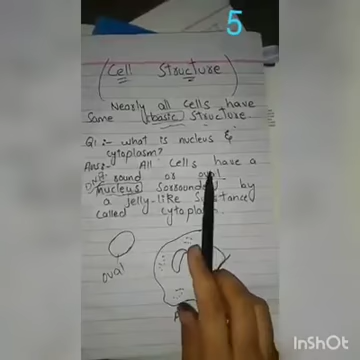 5
Cell Structure
Nearly all cells have
Same basic Structure.
Q1:- What is nucleus &
cytoplasm?
Ans:- All cells have a
round or oval
nucleus Sorrounded by
a jelly-like Substance
called cytoplasm.
oval
InShOt